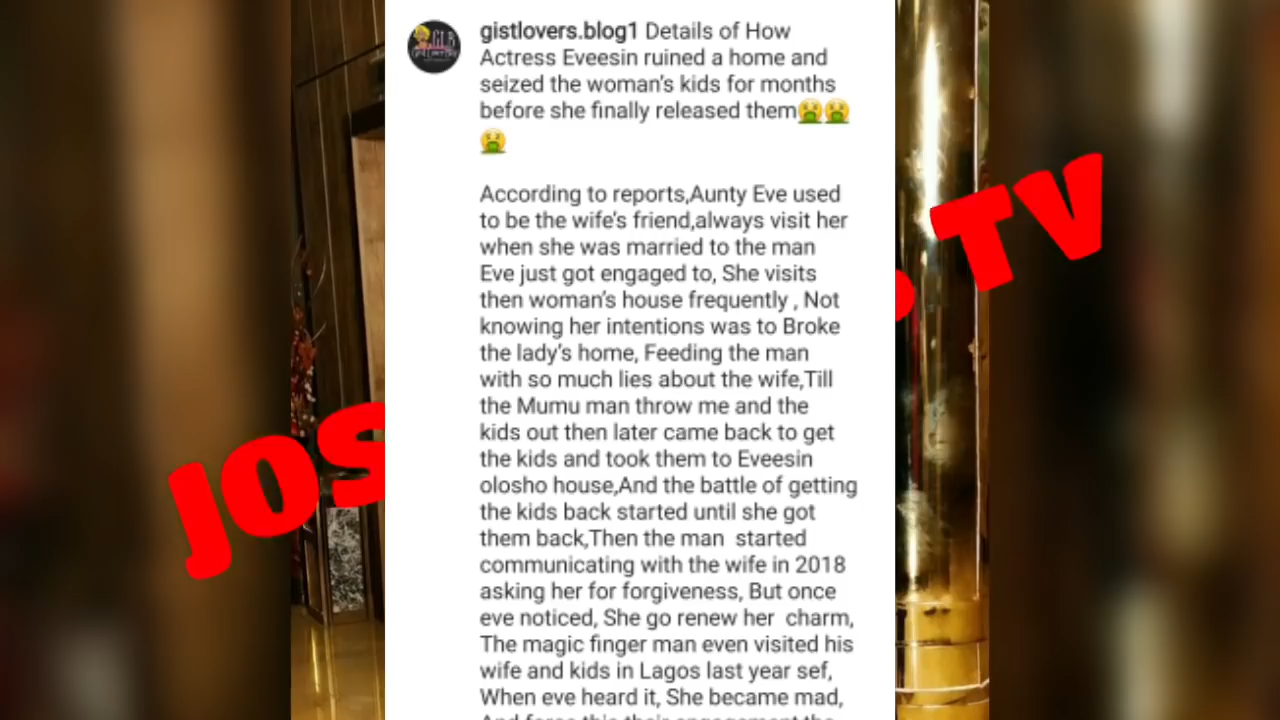 gistlovers.blog1 Details of How
Actress Eveesin ruined a home and
seized the woman's kids for months
before she finally released them🤮🤮
🤮
According to reports,Aunty Eve used
to be the wife's friend,always visit her
when she was married to the man
Eve just got engaged to, She visits
then woman's house frequently , Not
knowing her intentions was to Broke
the lady's home, Feeding the man
with so much lies about the wife,Till
the Mumu man throw me and the
kids out then later came back to get
the kids and took them to Eveesin
olosho house,And the battle of getting
the kids back started until she got
them back,Then the man started
communicating with the wife in 2018
asking her for forgiveness, But once
eve noticed, She go renew her charm,
The magic finger man even visited his
wife and kids in Lagos last year sef,
When eve heard it, She became mad,
JOS
TV